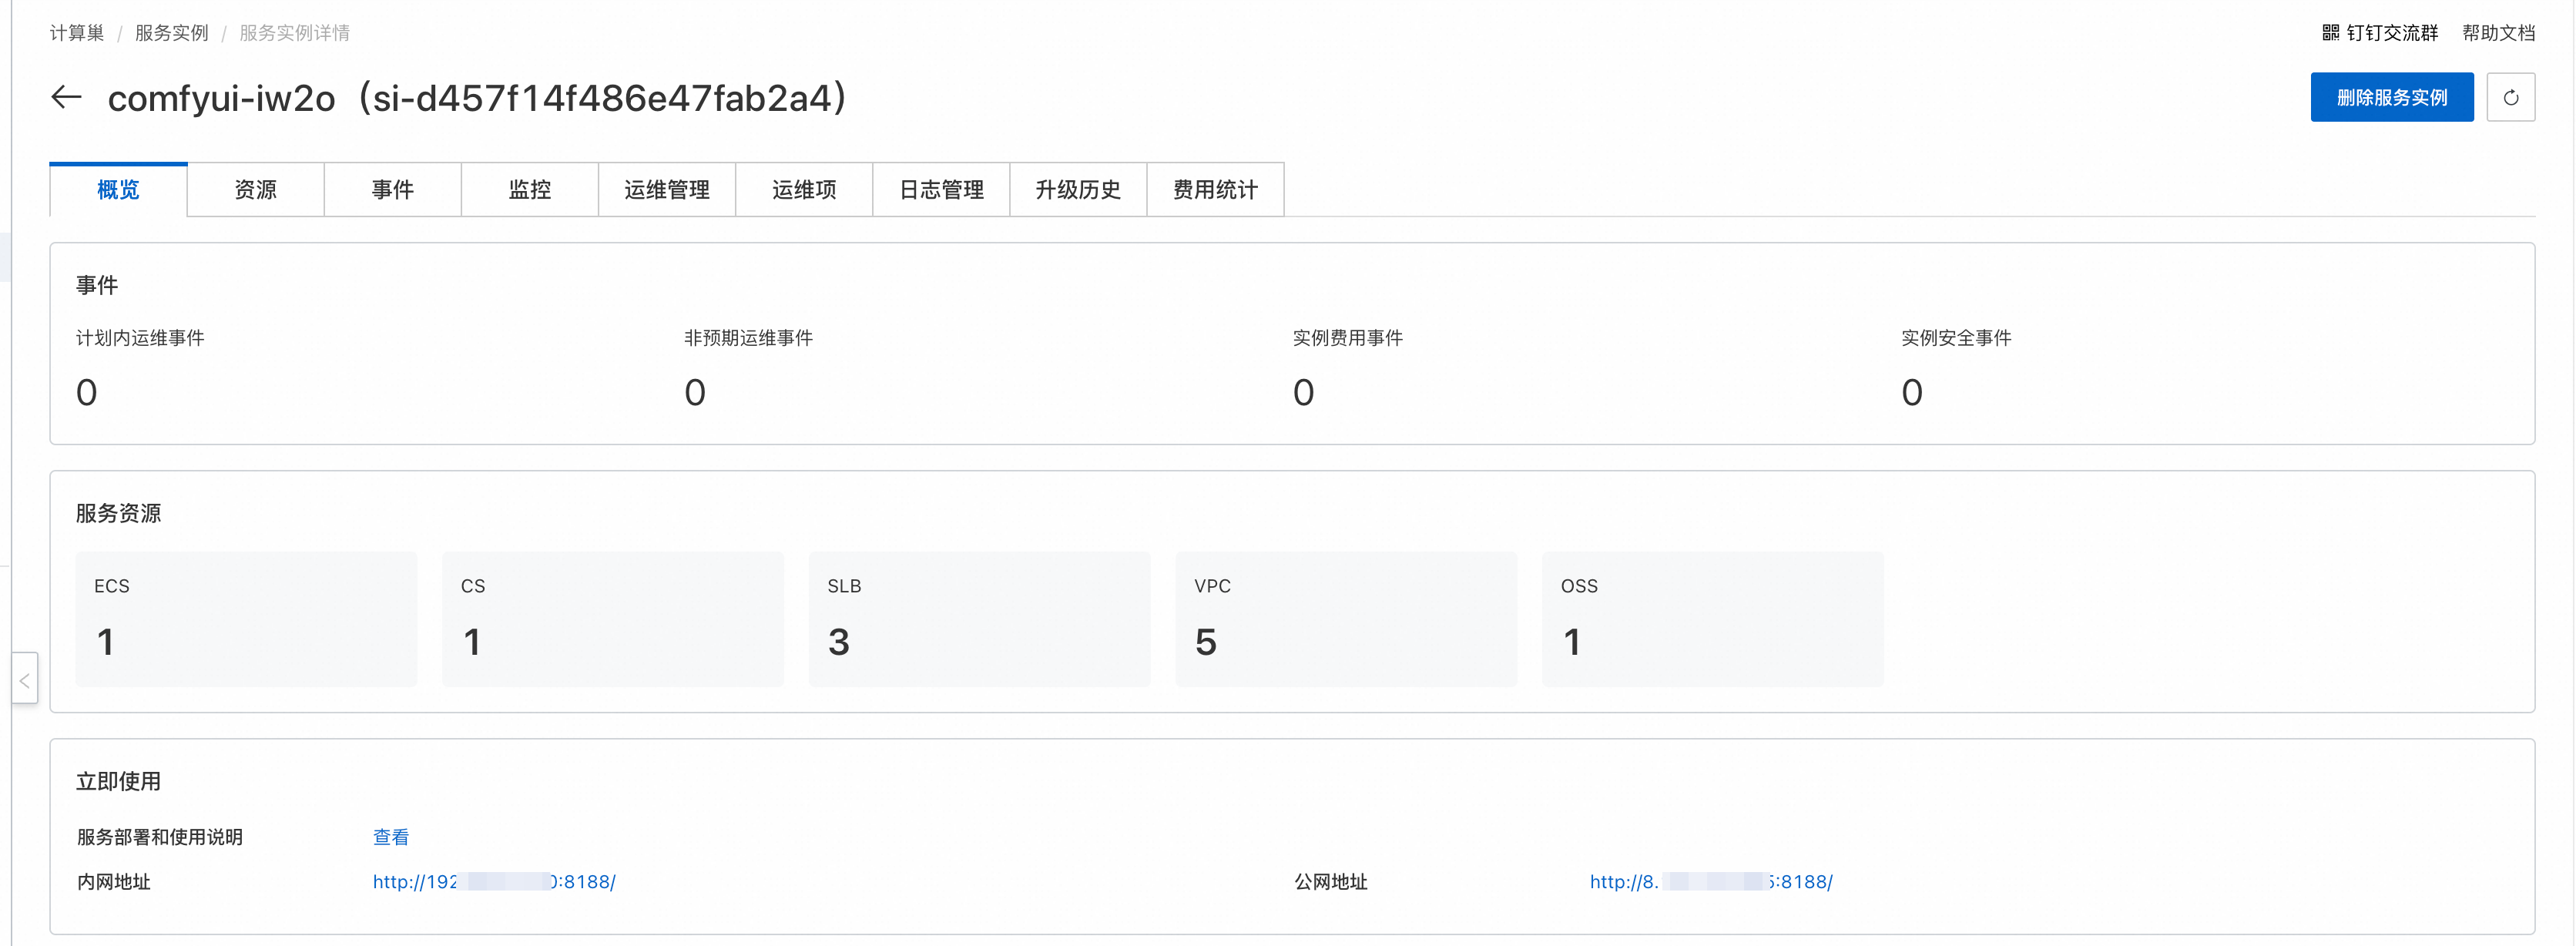 计算巢 / 服务实例 / 服务实例详情
钉钉交流群 帮助文档
comfyui-iw2o（si-d457f14f486e47fab2a4）
删除服务实例
概览 资源 事件 监控 运维管理 运维项 日志管理 升级历史 费用统计
事件
计划内运维事件 非预期运维事件 实例费用事件 实例安全事件
0 0 0 0
服务资源
ECS CS SLB VPC OSS
1 1 3 5 1
立即使用
服务部署和使用说明 查看
内网地址 http://192 0:8188/ 公网地址 http://8. 5:8188/